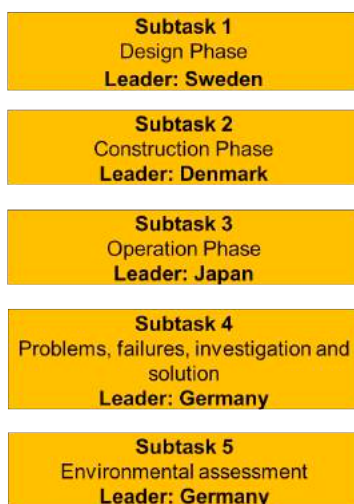 Subtask 1
Design Phase
Leader: Sweden
Subtask 2
Construction Phase
Leader: Denmark
Subtask 3
Operation Phase
Leader: Japan
Subtask 4
Problems, failures, investigation and
solution
Leader: Germany
Subtask 5
Environmental assessment
Leader: Germany